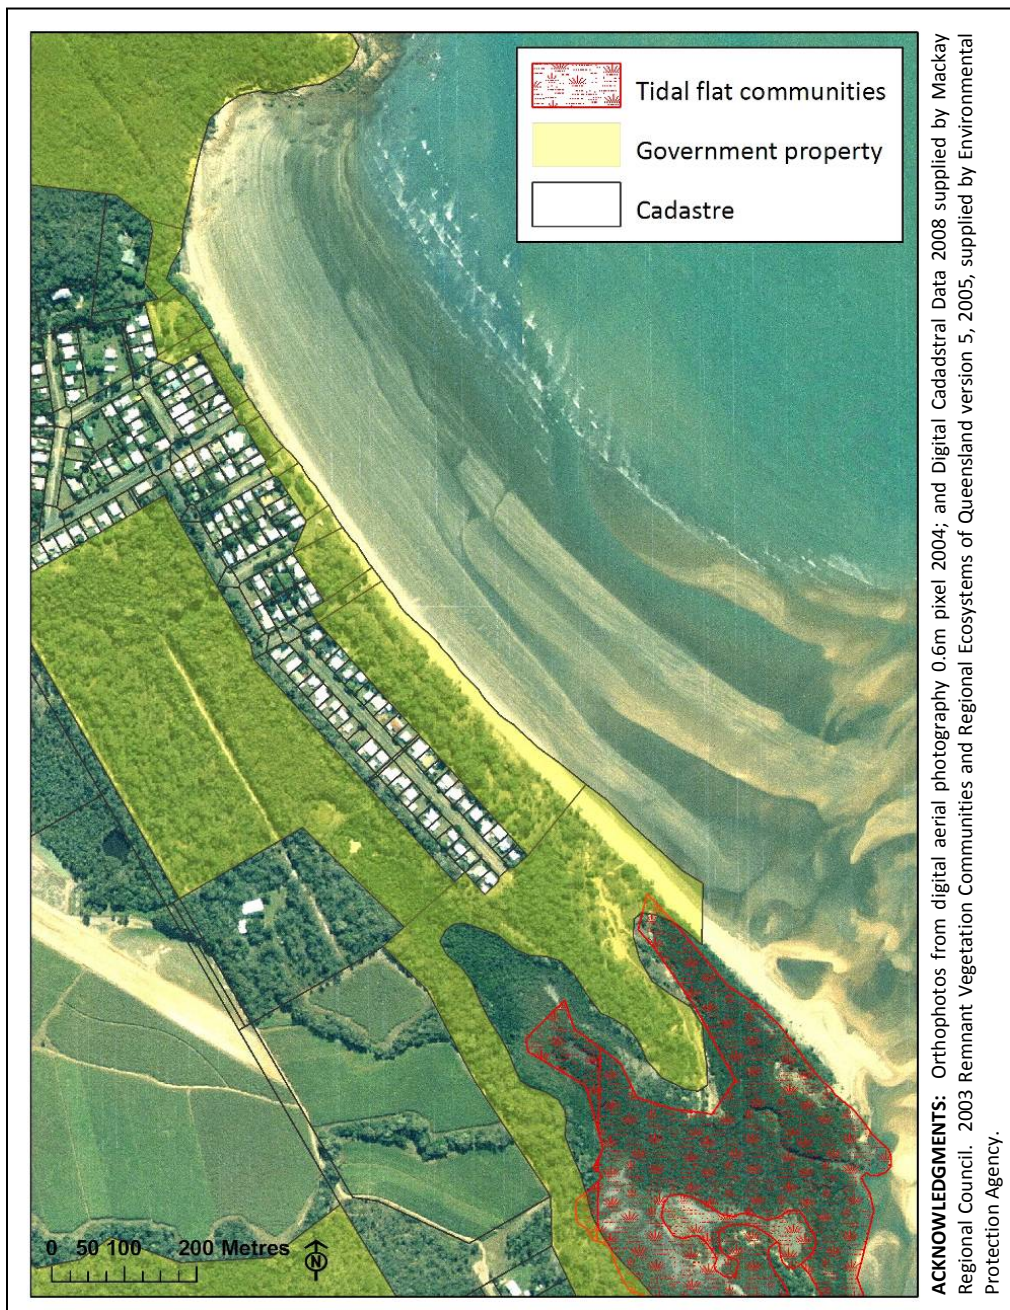 Tidal flat communities
Government property
Cadastre
0 50 100 200 Metres
N
ACKNOWLEDGMENTS: Orthophotos from digital aerial photography 0.6m pixel 2004; and Digital Cadadstral Data 2008 supplied by Mackay
Regional Council. 2003 Remnant Vegetation Communities and Regional Ecosystems of Queensland version 5, 2005, supplied by Environmental
Protection Agency.